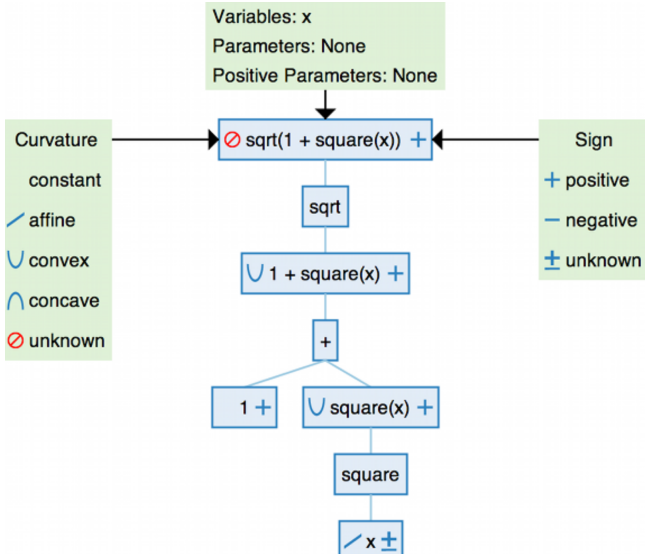 Variables: x
Parameters: None
Positive Parameters: None
Curvature
constant
affine
convex
concave
unknown
sqrt(1 + square(x)) +
Sign
+ positive
− negative
± unknown
sqrt
1 + square(x) +
+
1 +
square(x) +
square
x ±